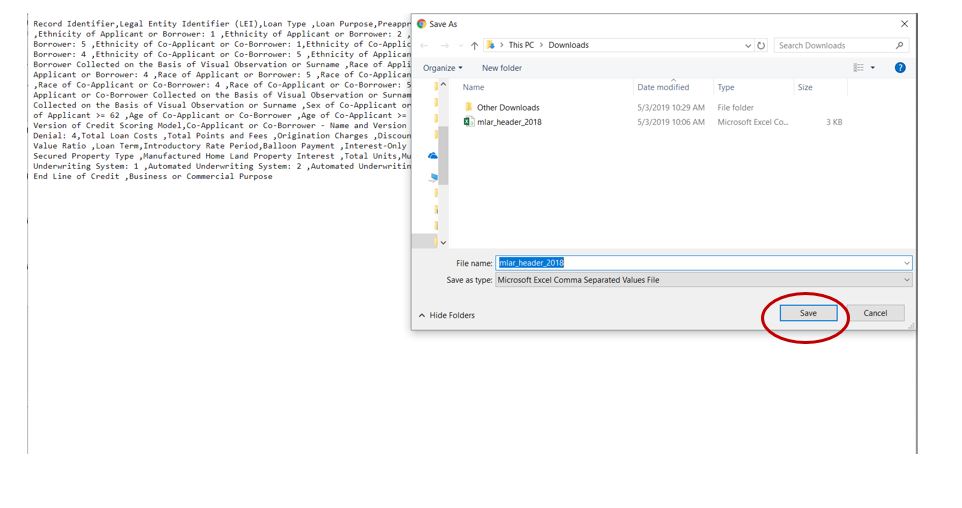 Record Identifier,Legal Entity Identifier (LEI),Loan Type ,Loan Purpose,Preappr
,Ethnicity of Applicant or Borrower: 1 ,Ethnicity of Applicant or Borrower: 2 ,
Borrower: 5 ,Ethnicity of Co-Applicant or Co-Borrower: 1,Ethnicity of Co-Applic
Borrower: 4 ,Ethnicity of Co-Applicant or Co-Borrower: 5 ,Ethnicity of Applican
Borrower Collected on the Basis of Visual Observation or Surname ,Race of Appli
Applicant or Borrower: 4 ,Race of Applicant or Borrower: 5 ,Race of Co-Applican
,Race of Co-Applicant or Co-Borrower: 4 ,Race of Co-Applicant or Co-Borrower: 5
Applicant or Co-Borrower Collected on the Basis of Visual Observation or Surnam
Collected on the Basis of Visual Observation or Surname ,Sex of Co-Applicant or
of Applicant >= 62 ,Age of Co-Applicant or Co-Borrower ,Age of Co-Applicant >=
Version of Credit Scoring Model,Co-Applicant or Co-Borrower - Name and Version
Denial: 4,Total Loan Costs ,Total Points and Fees ,Origination Charges ,Discoun
Value Ratio ,Loan Term,Introductory Rate Period,Balloon Payment ,Interest-Only
Secured Property Type ,Manufactured Home Land Property Interest ,Total Units,Mu
Underwriting System: 1 ,Automated Underwriting System: 2 ,Automated Underwritin
End Line of Credit ,Business or Commercial Purpose
Save As
This PC > Downloads
Search Downloads
Organize
New folder
Name Date modified Type Size
Other Downloads 5/3/2019 10:29 AM File folder
mlar_header_2018 5/3/2019 10:06 AM Microsoft Excel Co... 3 KB
File name: mlar_header_2018
Save as type: Microsoft Excel Comma Separated Values File
Hide Folders
Save
Cancel